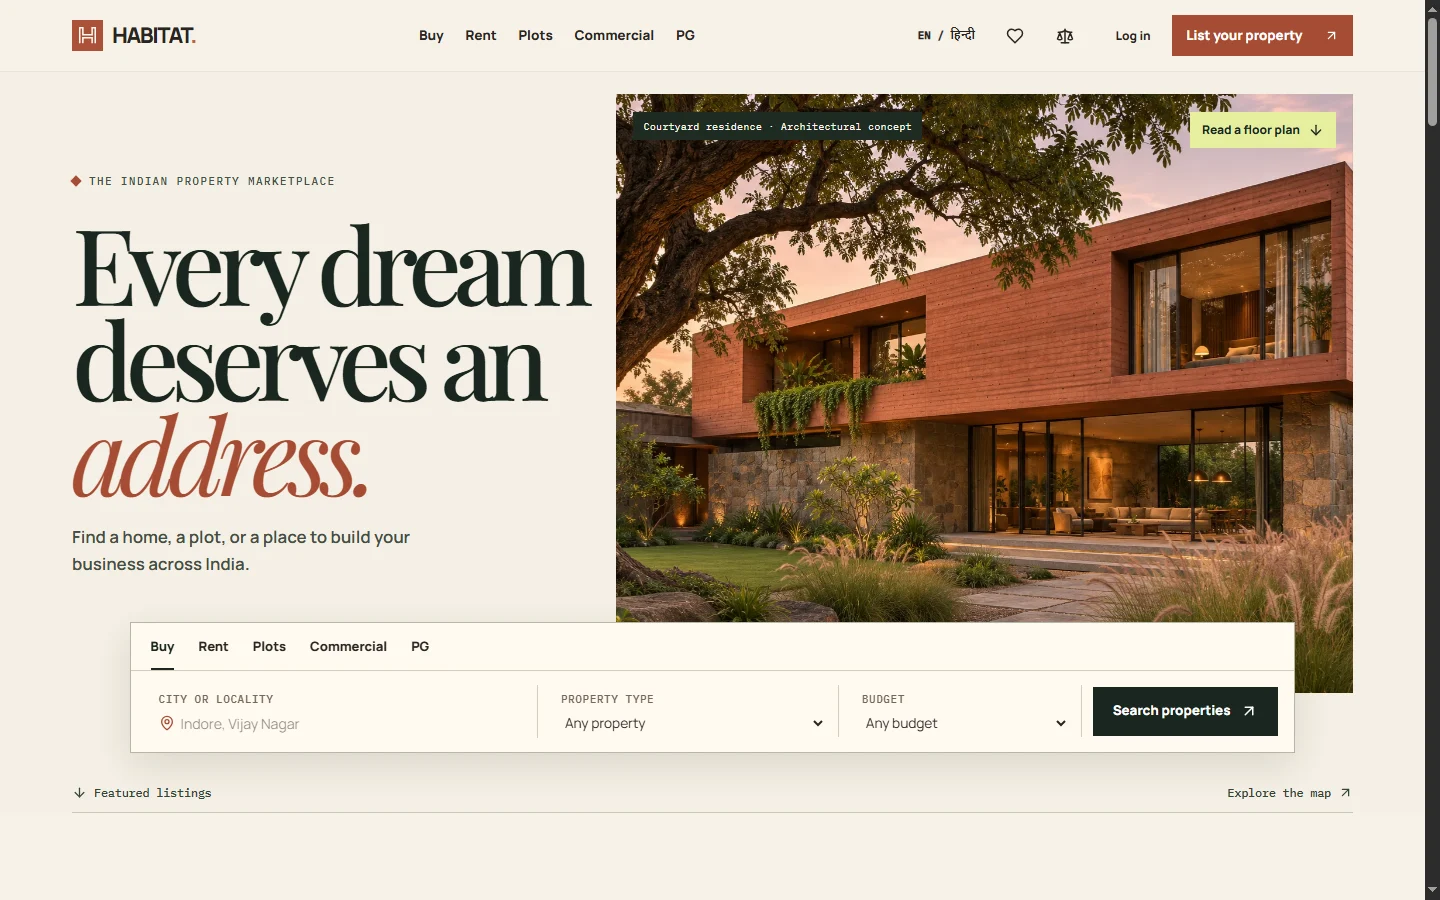 HABITAT.
Buy Rent Plots Commercial PG
EN / हिन्दी
Log in
List your property
Courtyard residence · Architectural concept
Read a floor plan
THE INDIAN PROPERTY MARKETPLACE
Every dream
deserves an
address.
Find a home, a plot, or a place to build your
business across India.
Buy Rent Plots Commercial PG
CITY OR LOCALITY
Indore, Vijay Nagar
PROPERTY TYPE
Any property
BUDGET
Any budget
Search properties
Featured listings
Explore the map